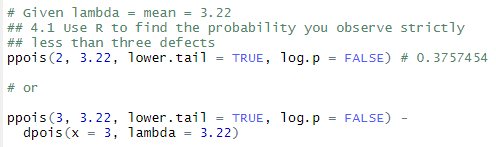 # Given lambda = mean = 3.22
## 4.1 Use R to find the probability you observe strictly
## less than three defects
ppois(2, 3.22, lower.tail = TRUE, log.p = FALSE) # 0.3757454
# or
ppois(3, 3.22, lower.tail = TRUE, log.p = FALSE) -
dpois(x = 3, lambda = 3.22)